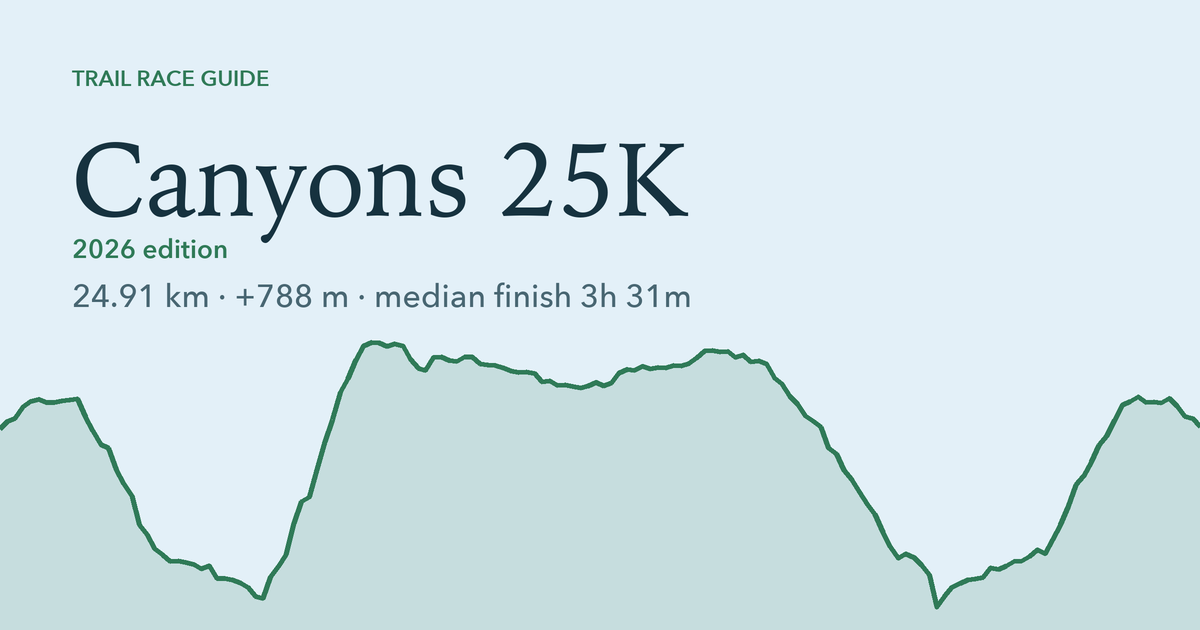 TRAIL RACE GUIDE
Canyons 25K
2026 edition
24.91 km · +788 m · median finish 3h 31m